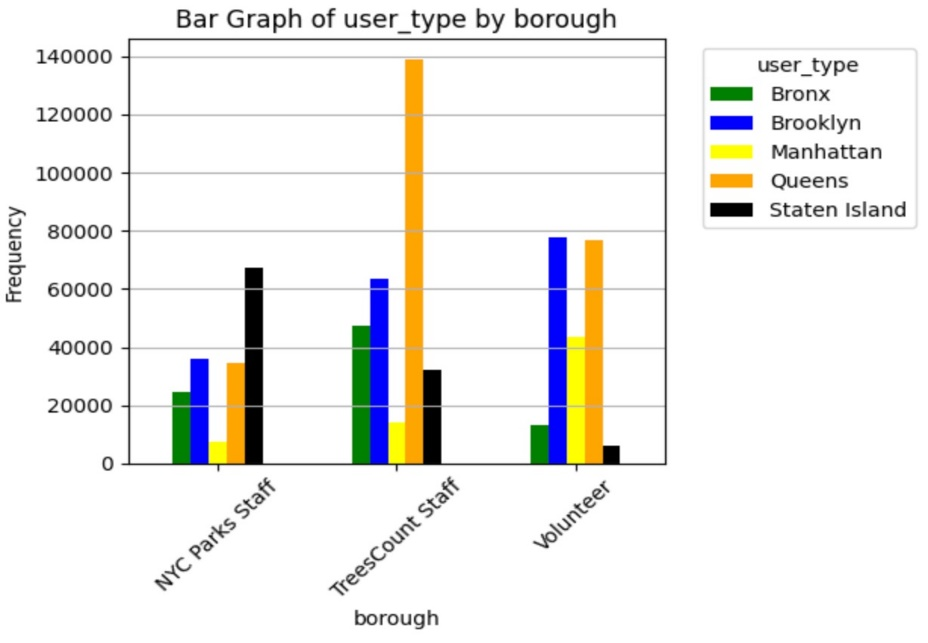 Bar Graph of user_type by borough
140000
120000
100000
80000
60000
40000
20000
0
Frequency
NYC Parks Staff
TreesCount Staff
Volunteer
borough
user_type
Bronx
Brooklyn
Manhattan
Queens
Staten Island